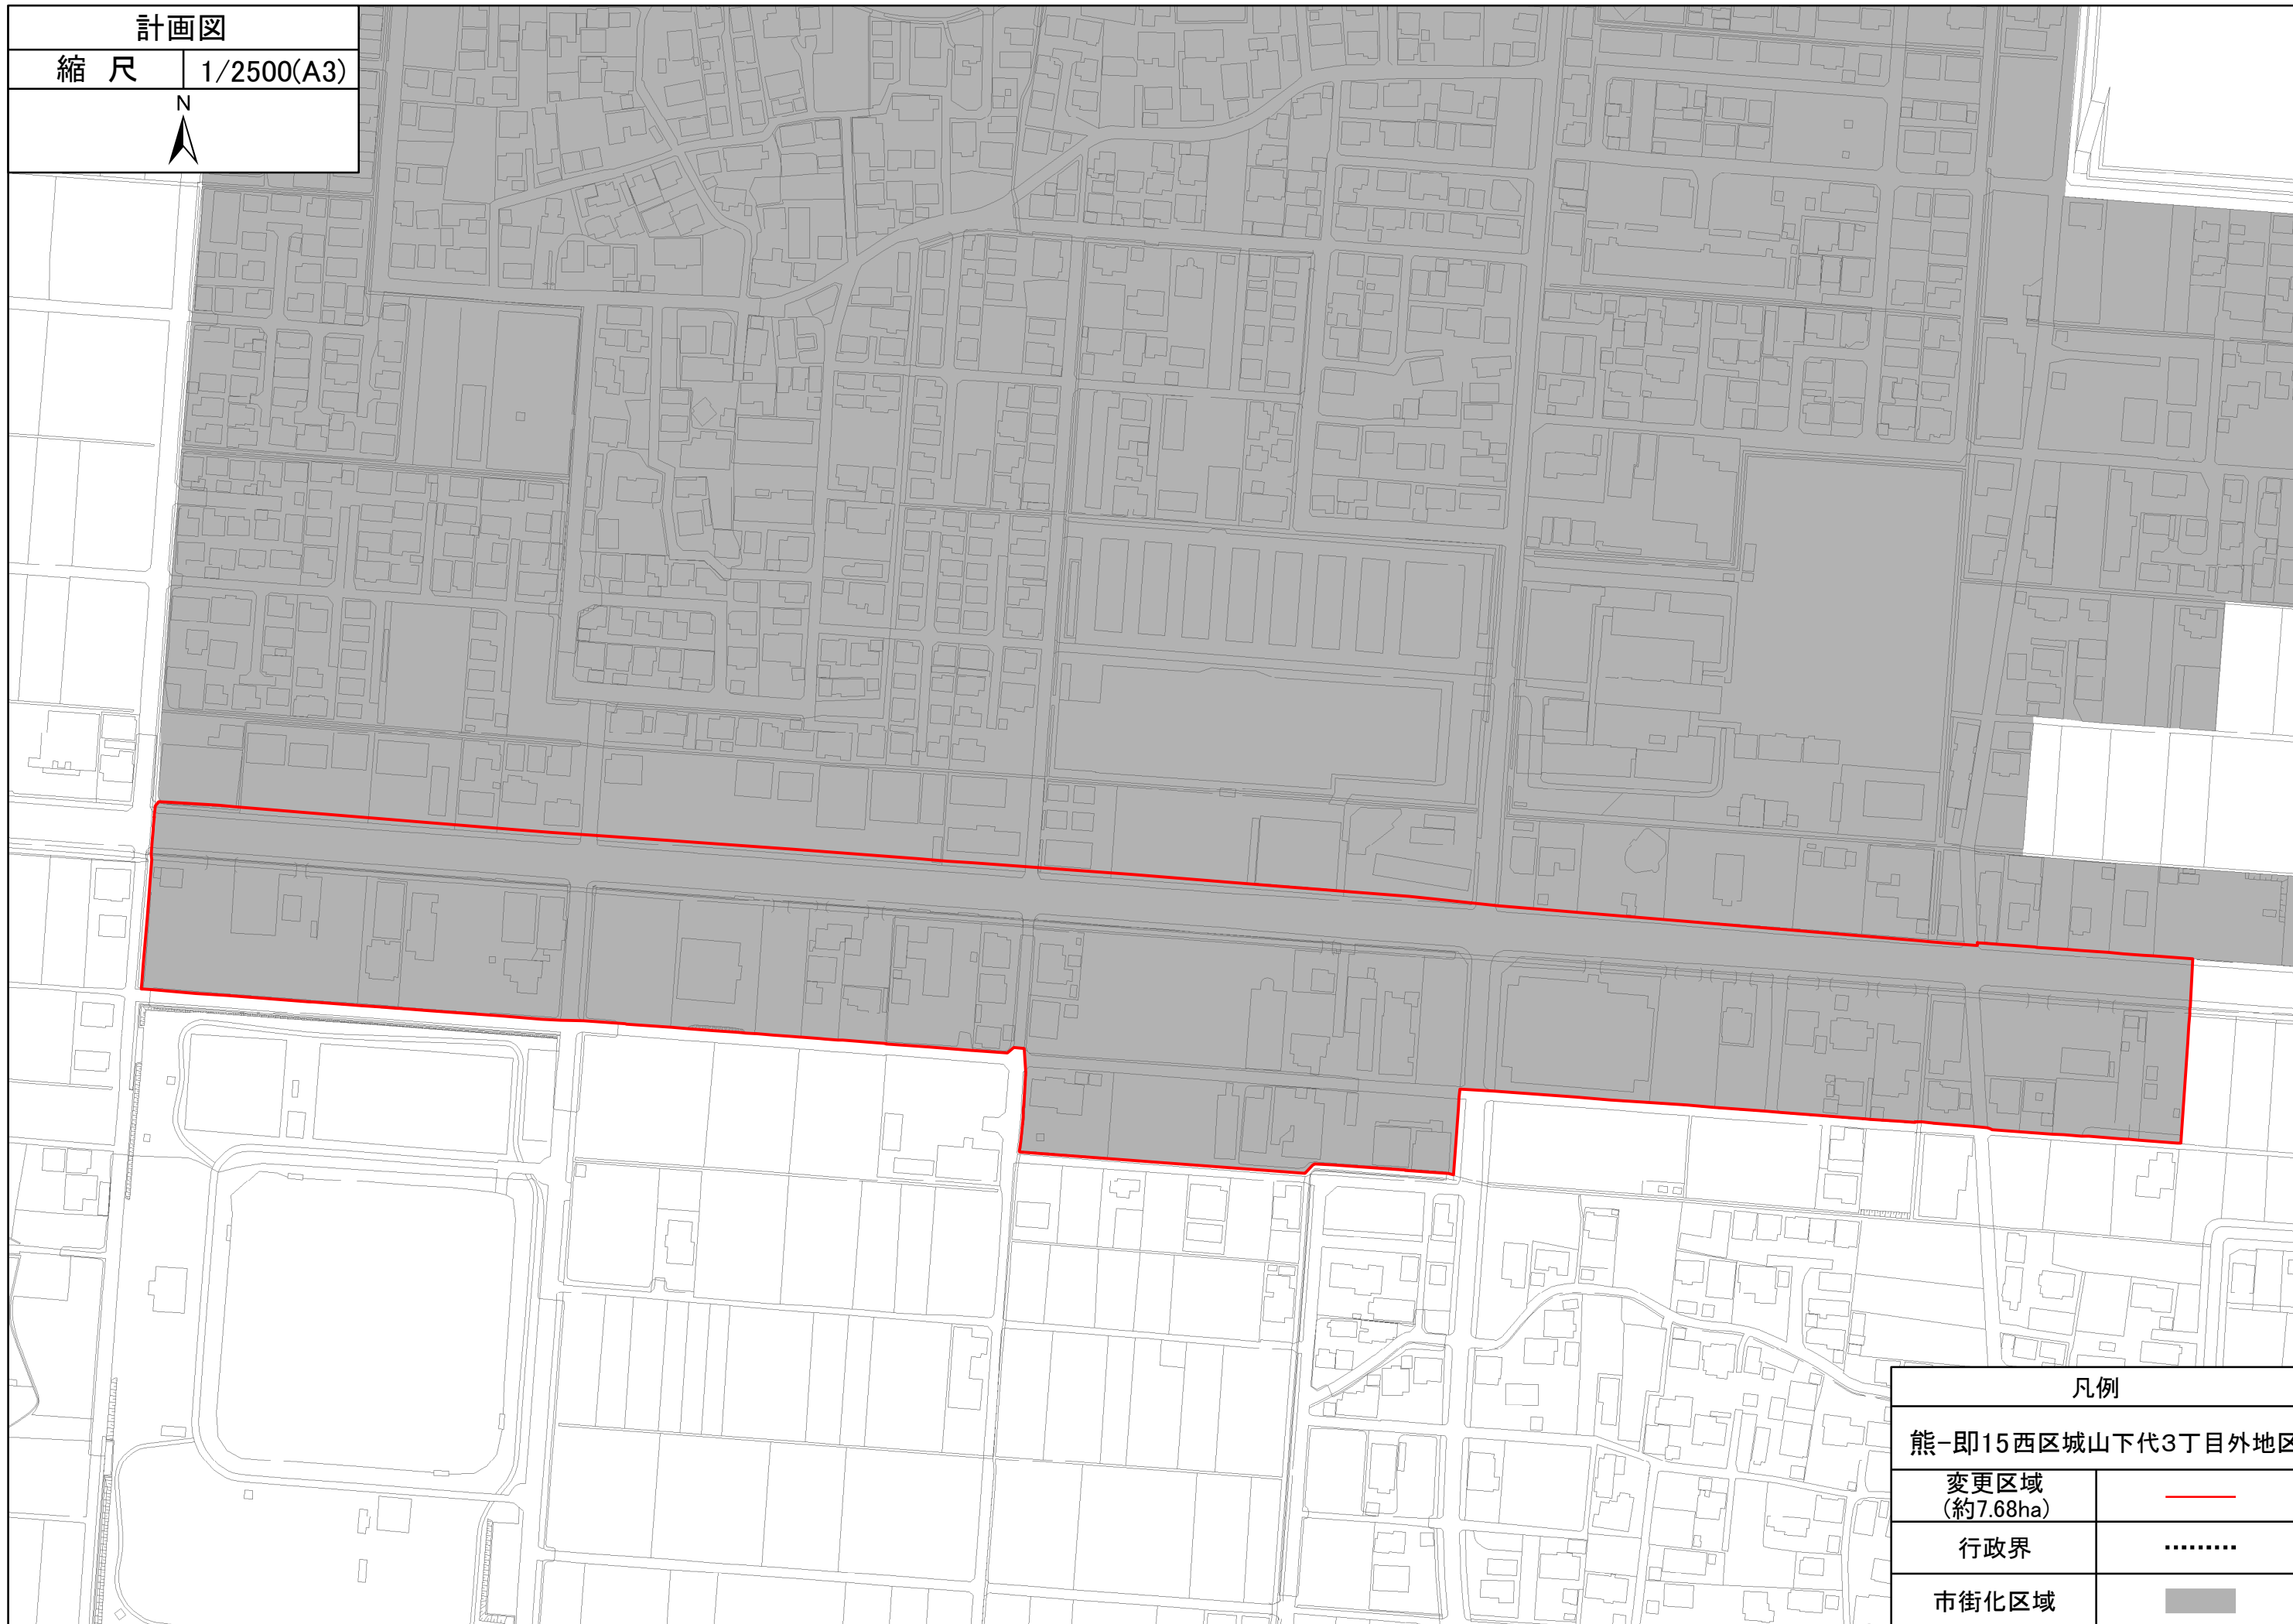 計画図
縮 尺 1/2500(A3)
N
凡例
熊-即15西区城山下代3丁目外地区
変更区域
(約7.68ha)
行政界
市街化区域